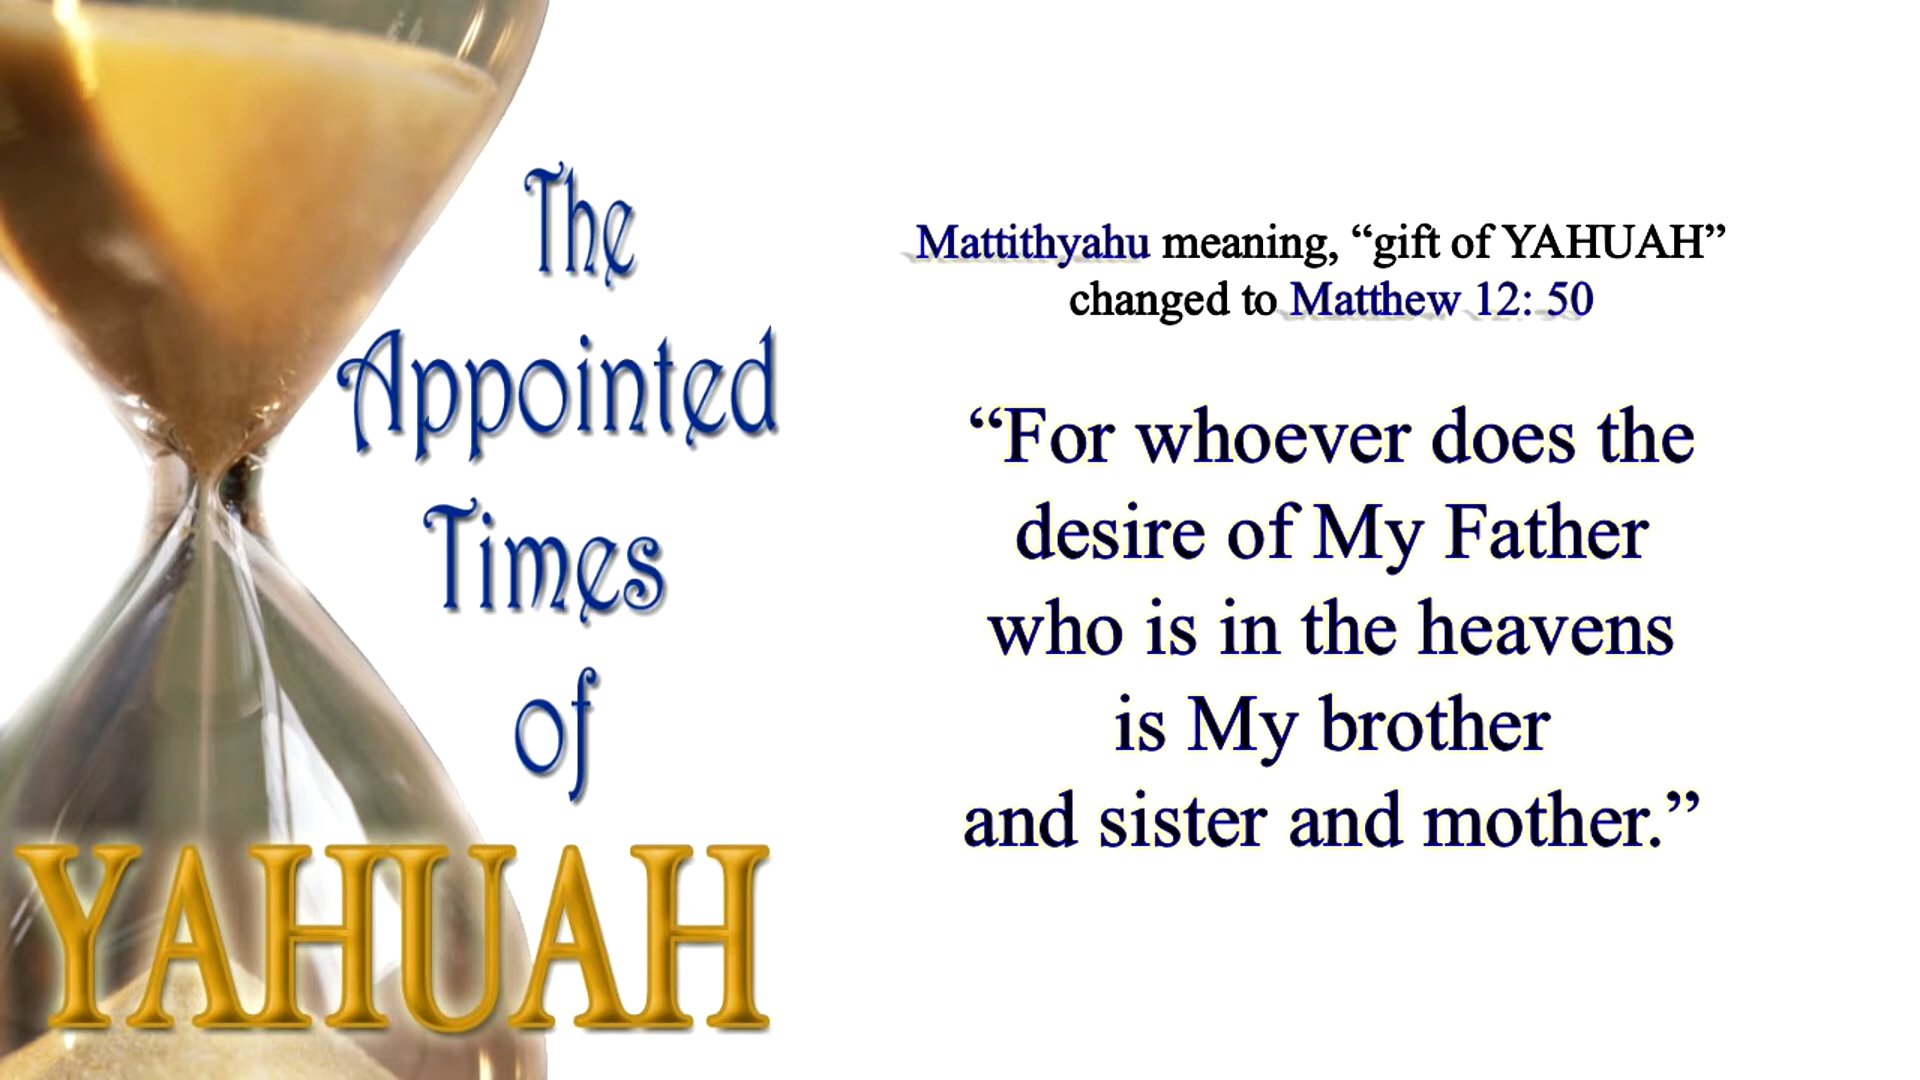 The
Appointed
Times
of
YAHUAH
Mattithyahu meaning, “gift of YAHUAH”
changed to Matthew 12: 50
“For whoever does the
desire of My Father
who is in the heavens
is My brother
and sister and mother.”